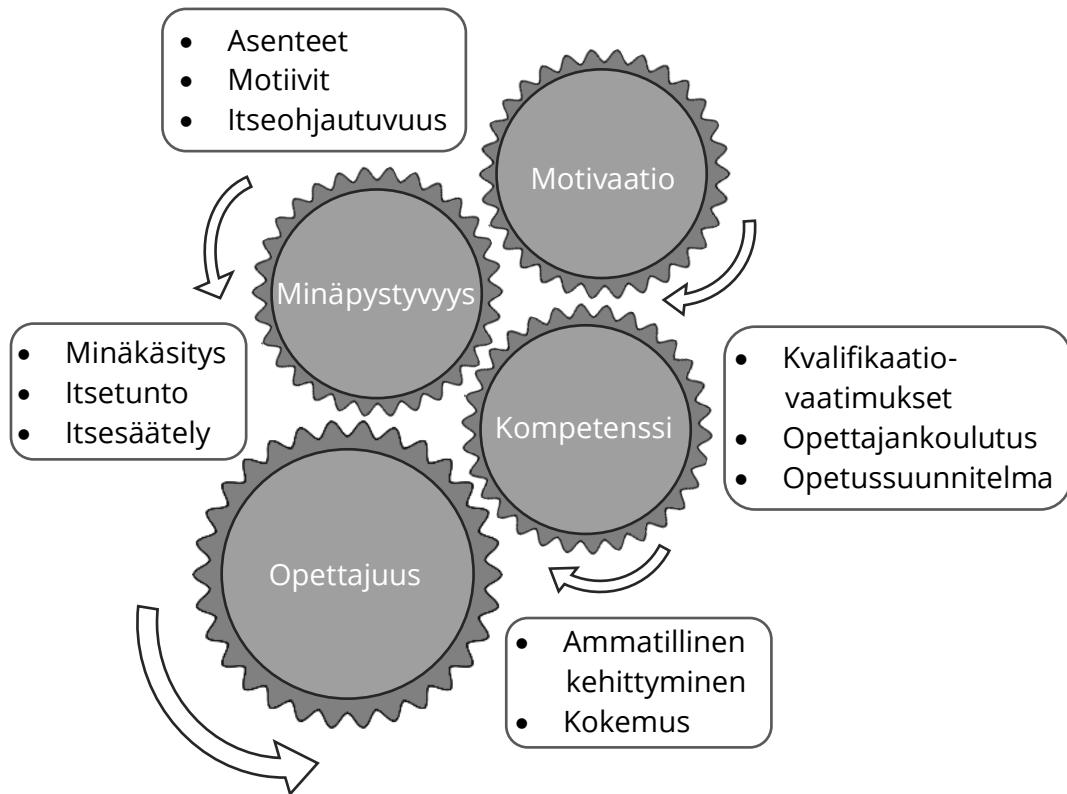 • Asenteet
• Motiivit
• Itseohjautuvuus
Motivaatio
Minäpystyvyys
• Minäkäsitys
• Itsetunto
• Itsesäätely
Kompetenssi
• Kvalifikaatio-
vaatimukset
• Opettajankoulutus
• Opetussuunnitelma
Opettajuus
• Ammatillinen
kehittyminen
• Kokemus